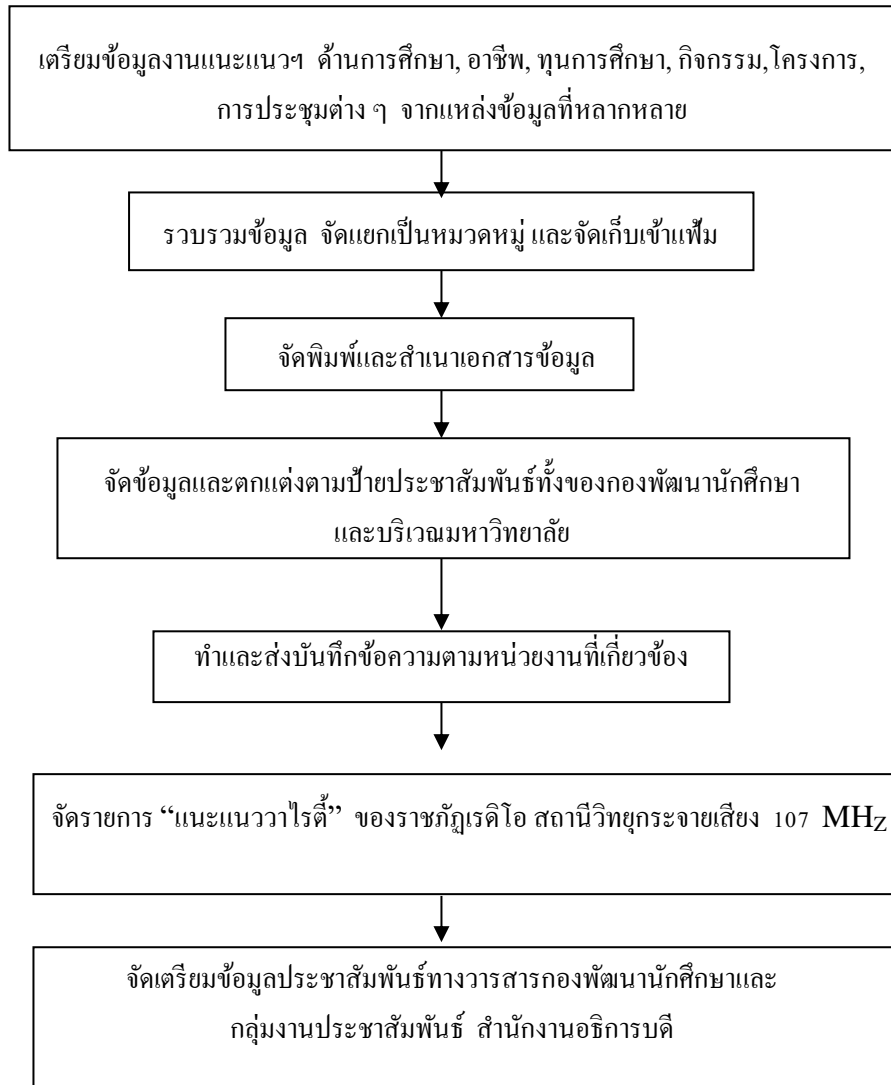 เตรียมข้อมูลงานแนะแนวฯ ด้านการศึกษา, อาชีพ, ทุนการศึกษา, กิจกรรม,โครงการ,
การประชุมต่าง ๆ จากแหล่งข้อมูลที่หลากหลาย
รวบรวมข้อมูล จัดแยกเป็นหมวดหมู่ และจัดเก็บเข้าแฟ้ม
จัดพิมพ์และสำเนาเอกสารข้อมูล
จัดข้อมูลและตกแต่งตามป้ายประชาสัมพันธ์ทั้งของกองพัฒนานักศึกษา
และบริเวณมหาวิทยาลัย
ทำและส่งบันทึกข้อความตามหน่วยงานที่เกี่ยวข้อง
จัดรายการ “แนะแนววาไรตี้” ของราชภัฏเรดิโอ สถานีวิทยุกระจายเสียง 107 MHZ
จัดเตรียมข้อมูลประชาสัมพันธ์ทางวารสารกองพัฒนานักศึกษาและ
กลุ่มงานประชาสัมพันธ์ สำนักงานอธิการบดี